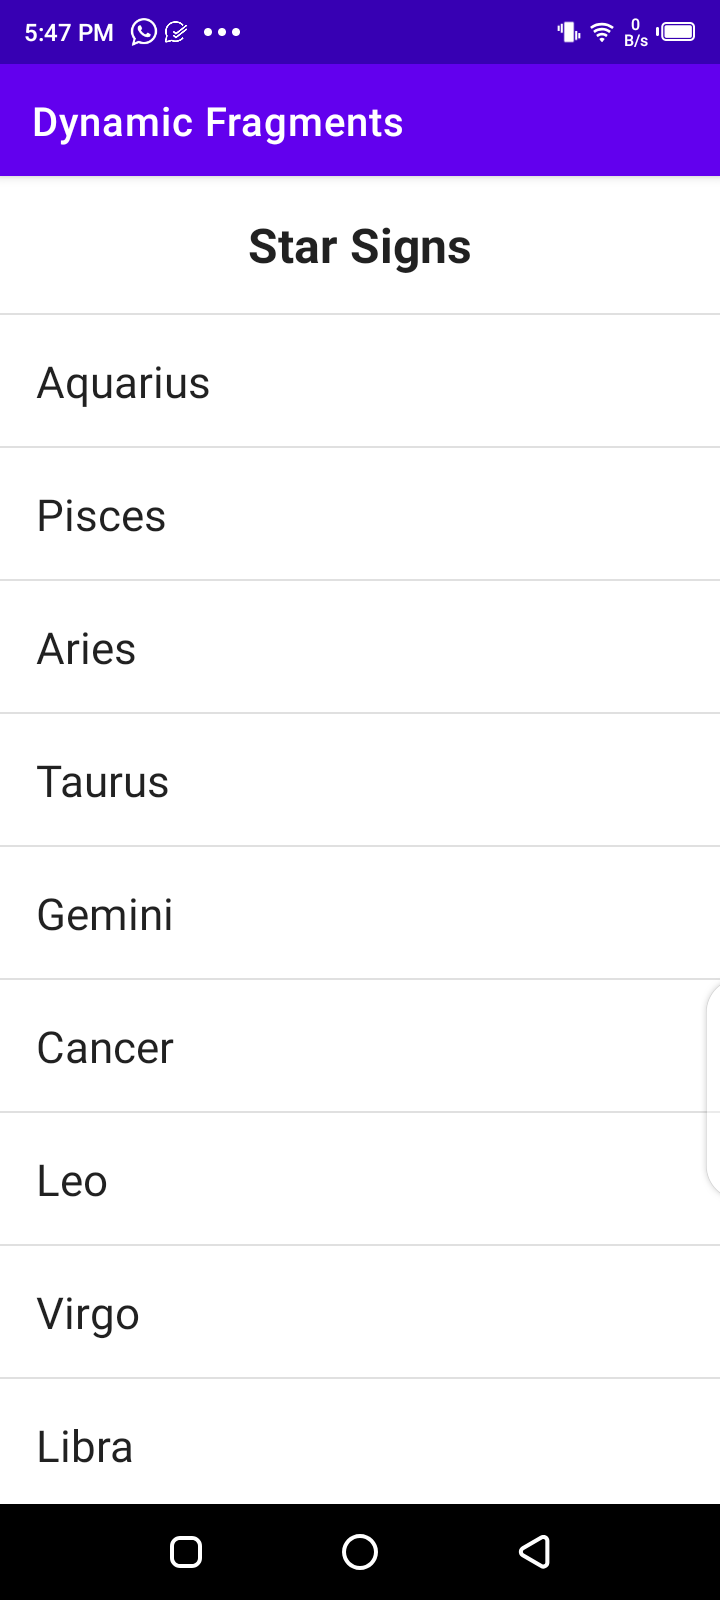 5:47 PM
0
B/s
Dynamic Fragments
Star Signs
Aquarius
Pisces
Aries
Taurus
Gemini
Cancer
Leo
Virgo
Libra